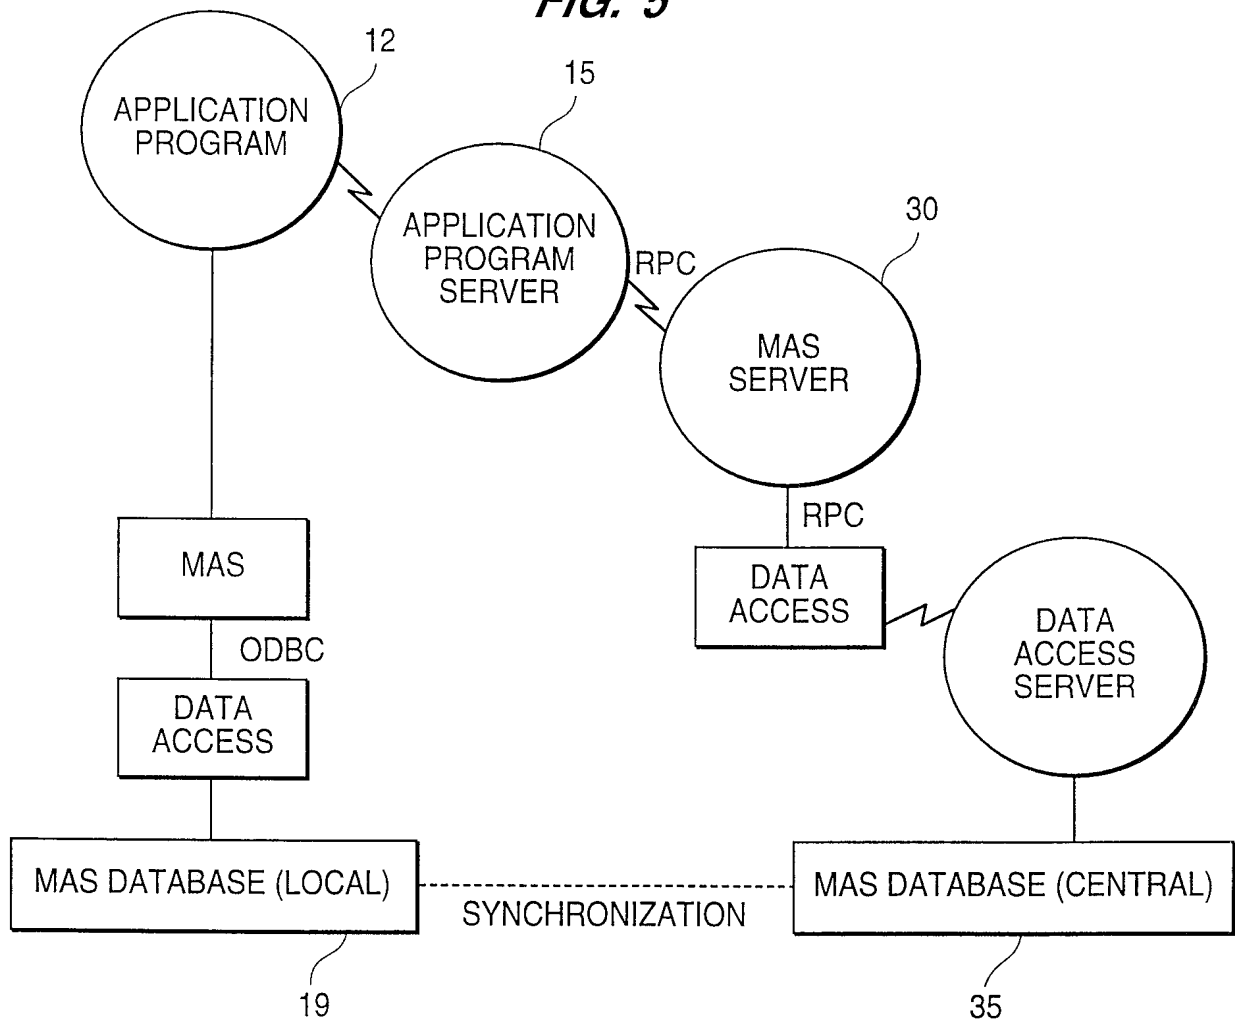 FIG. 5
12
APPLICATION
PROGRAM
15
APPLICATION
PROGRAM
SERVER
RPC
30
MAS
SERVER
RPC
MAS
DATA
ACCESS
ODBC
DATA
ACCESS
SERVER
DATA
ACCESS
MAS DATABASE (LOCAL)
SYNCHRONIZATION
MAS DATABASE (CENTRAL)
19
35